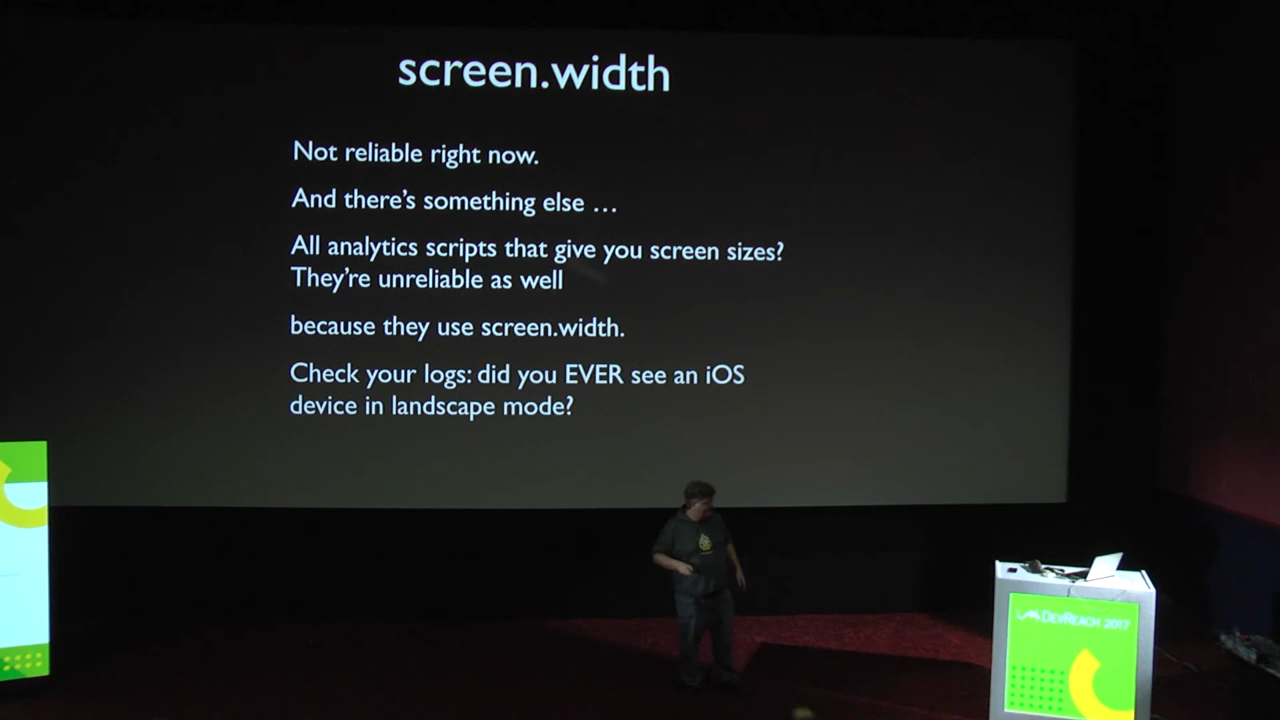 screen.width
Not reliable right now.
And there's something else …
All analytics scripts that give you screen sizes?
They're unreliable as well
because they use screen.width.
Check your logs: did you EVER see an iOS
device in landscape mode?
DEVREACH 2017